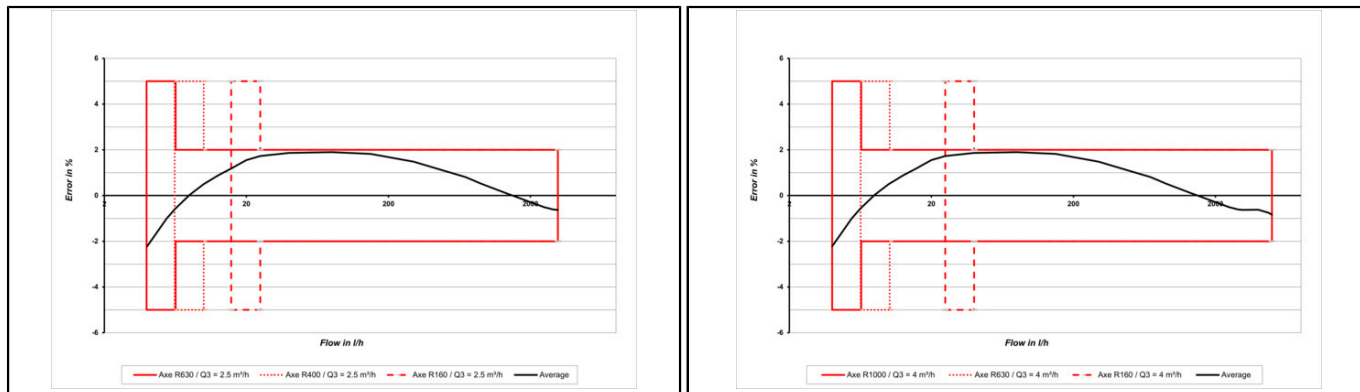 6
4
2
0
-2
-4
-6
Error in %
2
20
200
2000
Flow in l/h
Axe R630 / Q3 = 2.5 m³/h
Axe R400 / Q3 = 2.5 m³/h
Axe R160 / Q3 = 2.5 m³/h
Average
6
4
2
0
-2
-4
-6
Error in %
2
20
200
2000
Flow in l/h
Axe R1000 / Q3 = 4 m³/h
Axe R630 / Q3 = 4 m³/h
Axe R160 / Q3 = 4 m³/h
Average